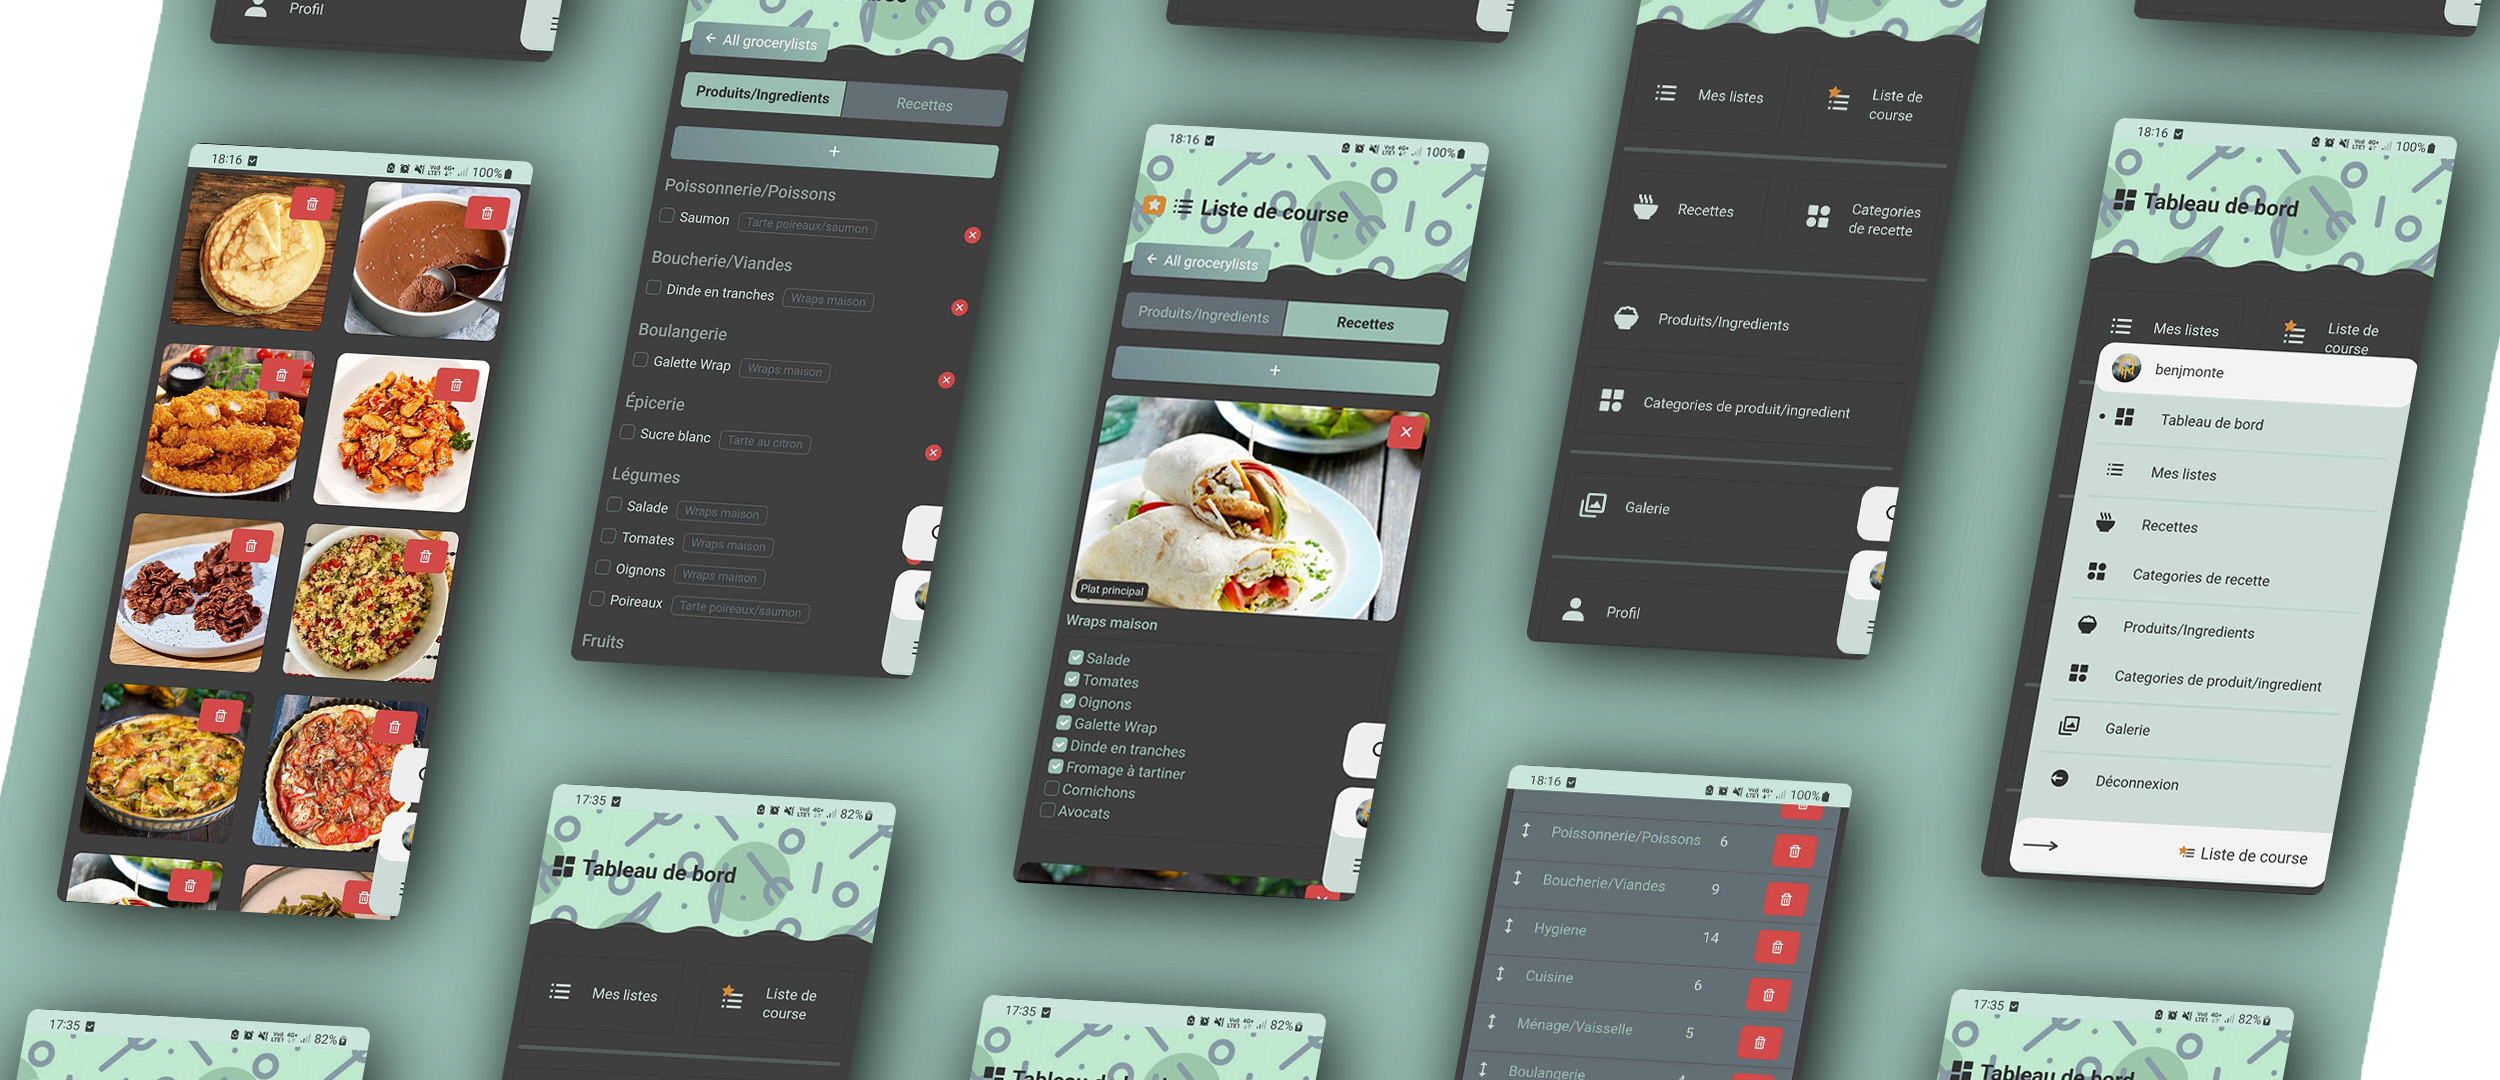 Profil
18:16
100%
← All grocerylists
Produits/Ingredients
Recettes
+
Poissonnerie/Poissons
Saumon
Tarte poireaux/saumon
Boucherie/Viandes
Dinde en tranches
Wraps maison
Boulangerie
Galette Wrap
Wraps maison
Épicerie
Sucre blanc
Tarte au citron
Légumes
Salade
Wraps maison
Tomates
Wraps maison
Oignons
Wraps maison
Poireaux
Tarte poireaux/saumon
Fruits
17:35
82%
17:35
82%
Tableau de bord
Mes listes
Liste de
course
18:16
100%
Liste de course
← All grocerylists
Produits/Ingredients
Recettes
+
Plat principal
Wraps maison
Salade
Tomates
Oignons
Galette Wrap
Dinde en tranches
Fromage à tartiner
Cornichons
Avocats
17:35
82%
Mes listes
Liste de
course
Recettes
Categories
de recette
Produits/Ingredients
Categories de produit/ingredient
Galerie
Profil
18:16
100%
Poissonnerie/Poissons 6
Boucherie/Viandes 9
Hygiene 14
Cuisine 6
Ménage/Vaisselle 5
Boulangerie
18:16
100%
Tableau de bord
Mes listes
Liste de
course
benjmonte
Tableau de bord
Mes listes
Recettes
Categories de recette
Produits/Ingredients
Categories de produit/ingredient
Galerie
Déconnexion
Liste de course
17:35
82%
Tableau de bord